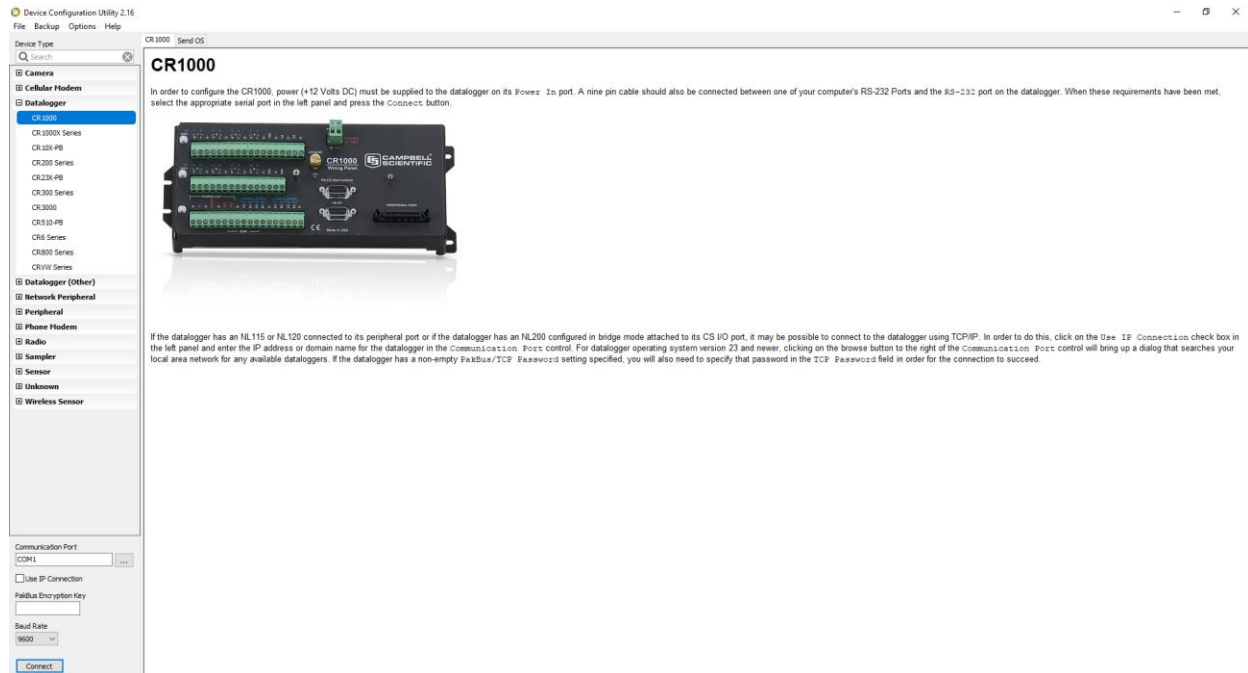 Device Configuration Utility 2.16
File Backup Options Help
Device Type
Search
Camera
Cellular Modem
Datalogger
CR1000
CR1000X Series
CR10X-PB
CR200 Series
CR23X-PB
CR300 Series
CR3000
CR510-PB
CR6 Series
CR800 Series
CRVW Series
Datalogger (Other)
Network Peripheral
Peripheral
Phone Modem
Radio
Sampler
Sensor
Unknown
Wireless Sensor
Communication Port
COM1
...
Use IP Connection
PakBus Encryption Key
Baud Rate
9600
Connect
CR1000 Send OS
CR1000
In order to configure the CR1000, power (+12 Volts DC) must be supplied to the datalogger on its Power In port. A nine pin cable should also be connected between one of your computer's RS-232 Ports and the RS-232 port on the datalogger. When these requirements have been met,
select the appropriate serial port in the left panel and press the Connect button.
CR1000
Wiring Panel
CAMPBELL
SCIENTIFIC
PERIPHERAL PORT
CS I/O
Made in USA
If the datalogger has an NL115 or NL120 connected to its peripheral port or if the datalogger has an NL200 configured in bridge mode attached to its CS I/O port, it may be possible to connect to the datalogger using TCP/IP. In order to do this, click on the Use IP Connection check box in
the left panel and enter the IP address or domain name for the datalogger in the Communication Port control. For datalogger operating system version 23 and newer, clicking on the browse button to the right of the Communication Port control will bring up a dialog that searches your
local area network for any available dataloggers. If the datalogger has a non-empty PakBus/TCP Password setting specified, you will also need to specify that password in the TCP Password field in order for the connection to succeed.